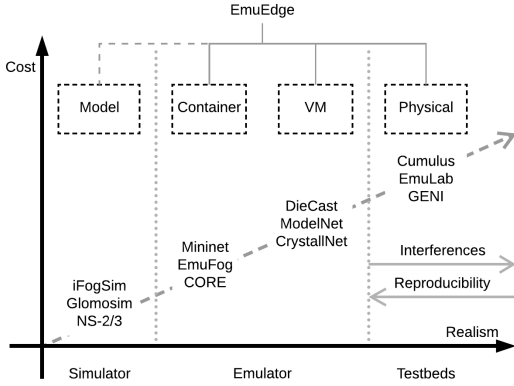 EmuEdge
Cost
Model
Container
VM
Physical
Cumulus
EmuLab
GENI
DieCast
ModelNet
CrystallNet
Mininet
EmuFog
CORE
Interferences
Reproducibility
iFogSim
Glomosim
NS-2/3
Realism
Simulator
Emulator
Testbeds